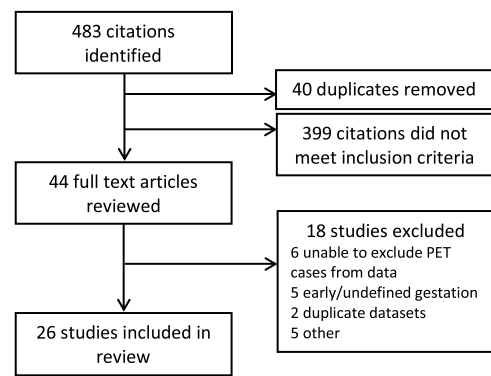 483 citations
identified
40 duplicates removed
399 citations did not
meet inclusion criteria
44 full text articles
reviewed
18 studies excluded
6 unable to exclude PET
cases from data
5 early/undefined gestation
2 duplicate datasets
5 other
26 studies included in
review